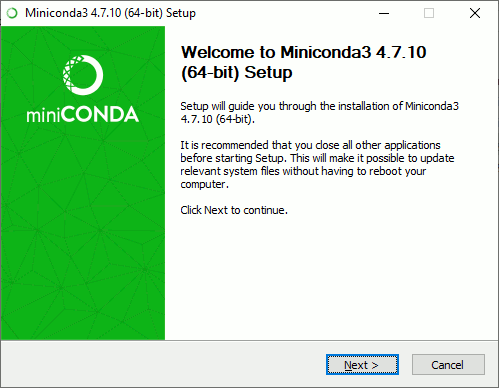 Miniconda3 4.7.10 (64-bit) Setup
miniCONDA
Welcome to Miniconda3 4.7.10
(64-bit) Setup
Setup will guide you through the installation of Miniconda3
4.7.10 (64-bit).
It is recommended that you close all other applications
before starting Setup. This will make it possible to update
relevant system files without having to reboot your
computer.
Click Next to continue.
Next >
Cancel